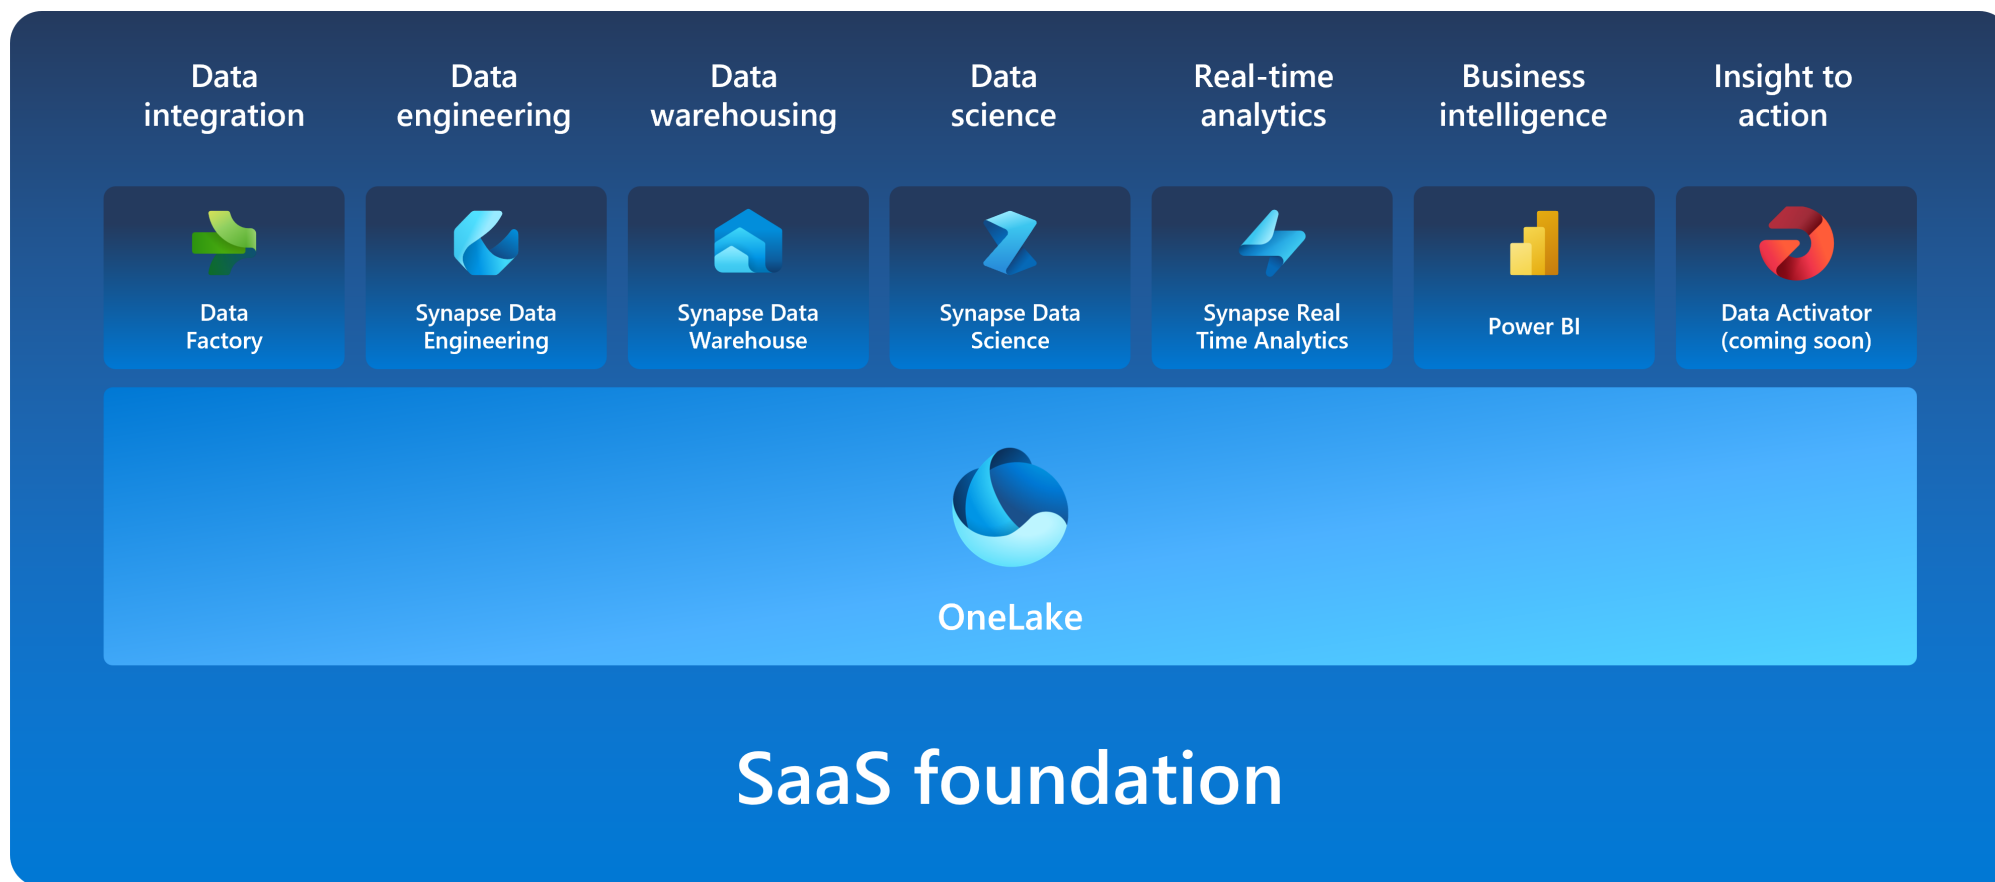 Data
integration
Data
engineering
Data
warehousing
Data
science
Real-time
analytics
Business
intelligence
Insight to
action
Data
Factory
Synapse Data
Engineering
Synapse Data
Warehouse
Synapse Data
Science
Synapse Real
Time Analytics
Power BI
Data Activator
(coming soon)
OneLake
SaaS foundation